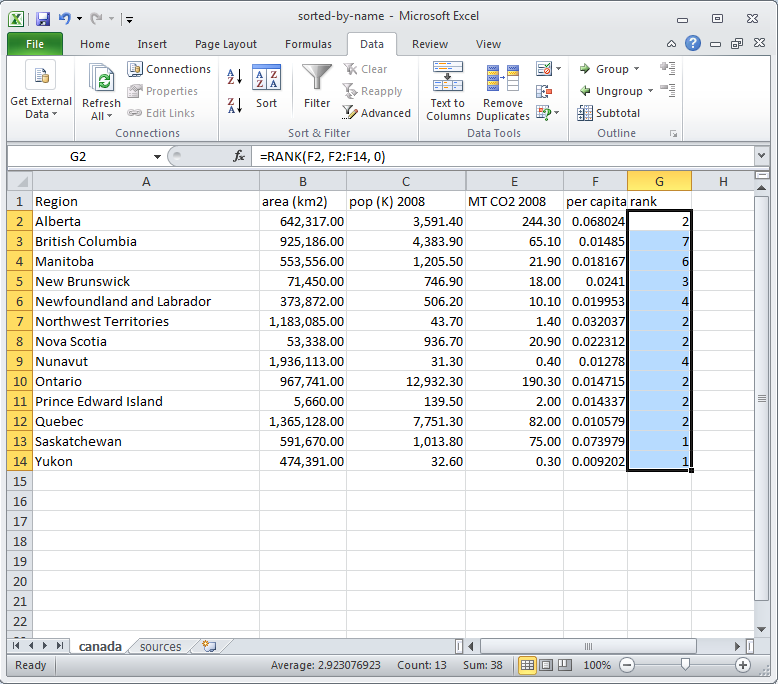 sorted-by-name - Microsoft Excel
File Home Insert Page Layout Formulas Data Review View
Get External Data
Refresh All
Connections
Properties
Edit Links
Connections
Sort
Filter
Clear
Reapply
Advanced
Sort & Filter
Text to Columns
Remove Duplicates
Data Tools
Group
Ungroup
Subtotal
Outline
G2 fx =RANK(F2, F2:F14, 0)
A B C E F G H
1 Region area (km2) pop (K) 2008 MT CO2 2008 per capita rank
2 Alberta 642,317.00 3,591.40 244.30 0.068024 2
3 British Columbia 925,186.00 4,383.90 65.10 0.01485 7
4 Manitoba 553,556.00 1,205.50 21.90 0.018167 6
5 New Brunswick 71,450.00 746.90 18.00 0.0241 3
6 Newfoundland and Labrador 373,872.00 506.20 10.10 0.019953 4
7 Northwest Territories 1,183,085.00 43.70 1.40 0.032037 2
8 Nova Scotia 53,338.00 936.70 20.90 0.022312 2
9 Nunavut 1,936,113.00 31.30 0.40 0.01278 4
10 Ontario 967,741.00 12,932.30 190.30 0.014715 2
11 Prince Edward Island 5,660.00 139.50 2.00 0.014337 2
12 Quebec 1,365,128.00 7,751.30 82.00 0.010579 2
13 Saskatchewan 591,670.00 1,013.80 75.00 0.073979 1
14 Yukon 474,391.00 32.60 0.30 0.009202 1
15
16
17
18
19
20
21
22
canada sources
Ready Average: 2.923076923 Count: 13 Sum: 38 100%